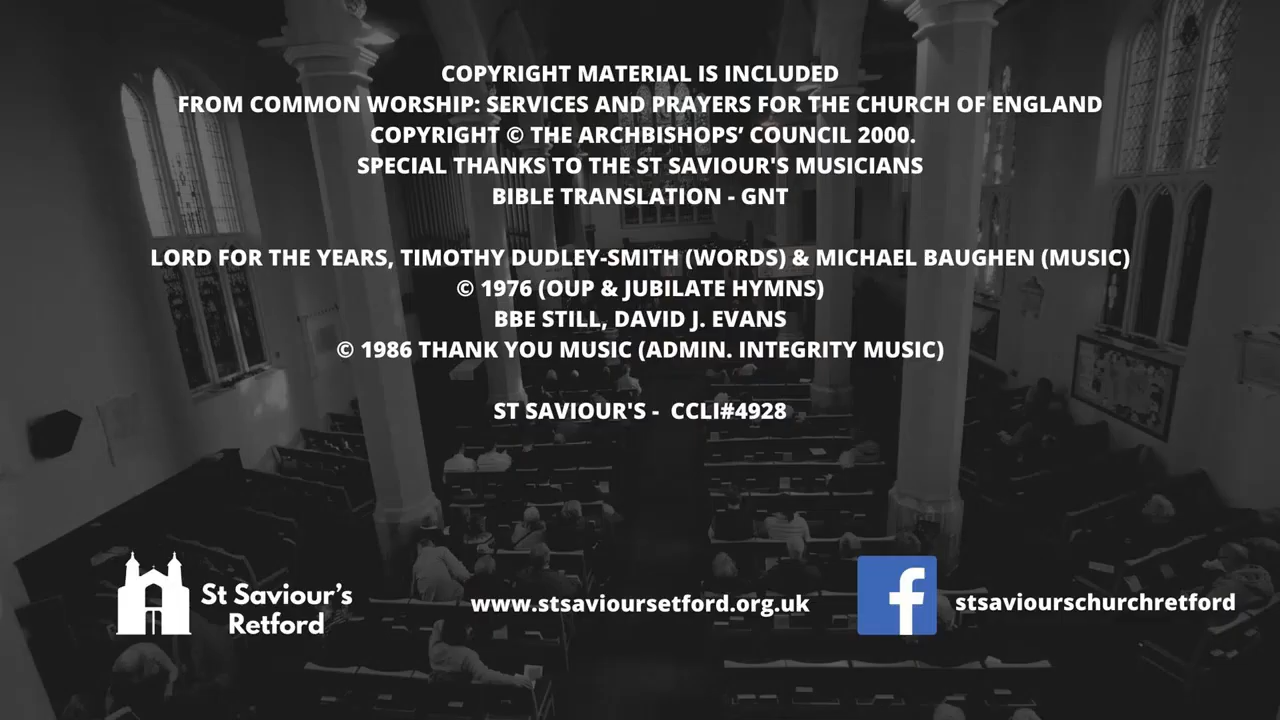 COPYRIGHT MATERIAL IS INCLUDED
FROM COMMON WORSHIP: SERVICES AND PRAYERS FOR THE CHURCH OF ENGLAND
COPYRIGHT © THE ARCHBISHOPS’ COUNCIL 2000.
SPECIAL THANKS TO THE ST SAVIOUR'S MUSICIANS
BIBLE TRANSLATION - GNT
LORD FOR THE YEARS, TIMOTHY DUDLEY-SMITH (WORDS) & MICHAEL BAUGHEN (MUSIC)
© 1976 (OUP & JUBILATE HYMNS)
BBE STILL, DAVID J. EVANS
© 1986 THANK YOU MUSIC (ADMIN. INTEGRITY MUSIC)
ST SAVIOUR'S - CCLI#4928
St Saviour’s
Retford
www.stsavioursetford.org.uk
stsaviourschurchretford